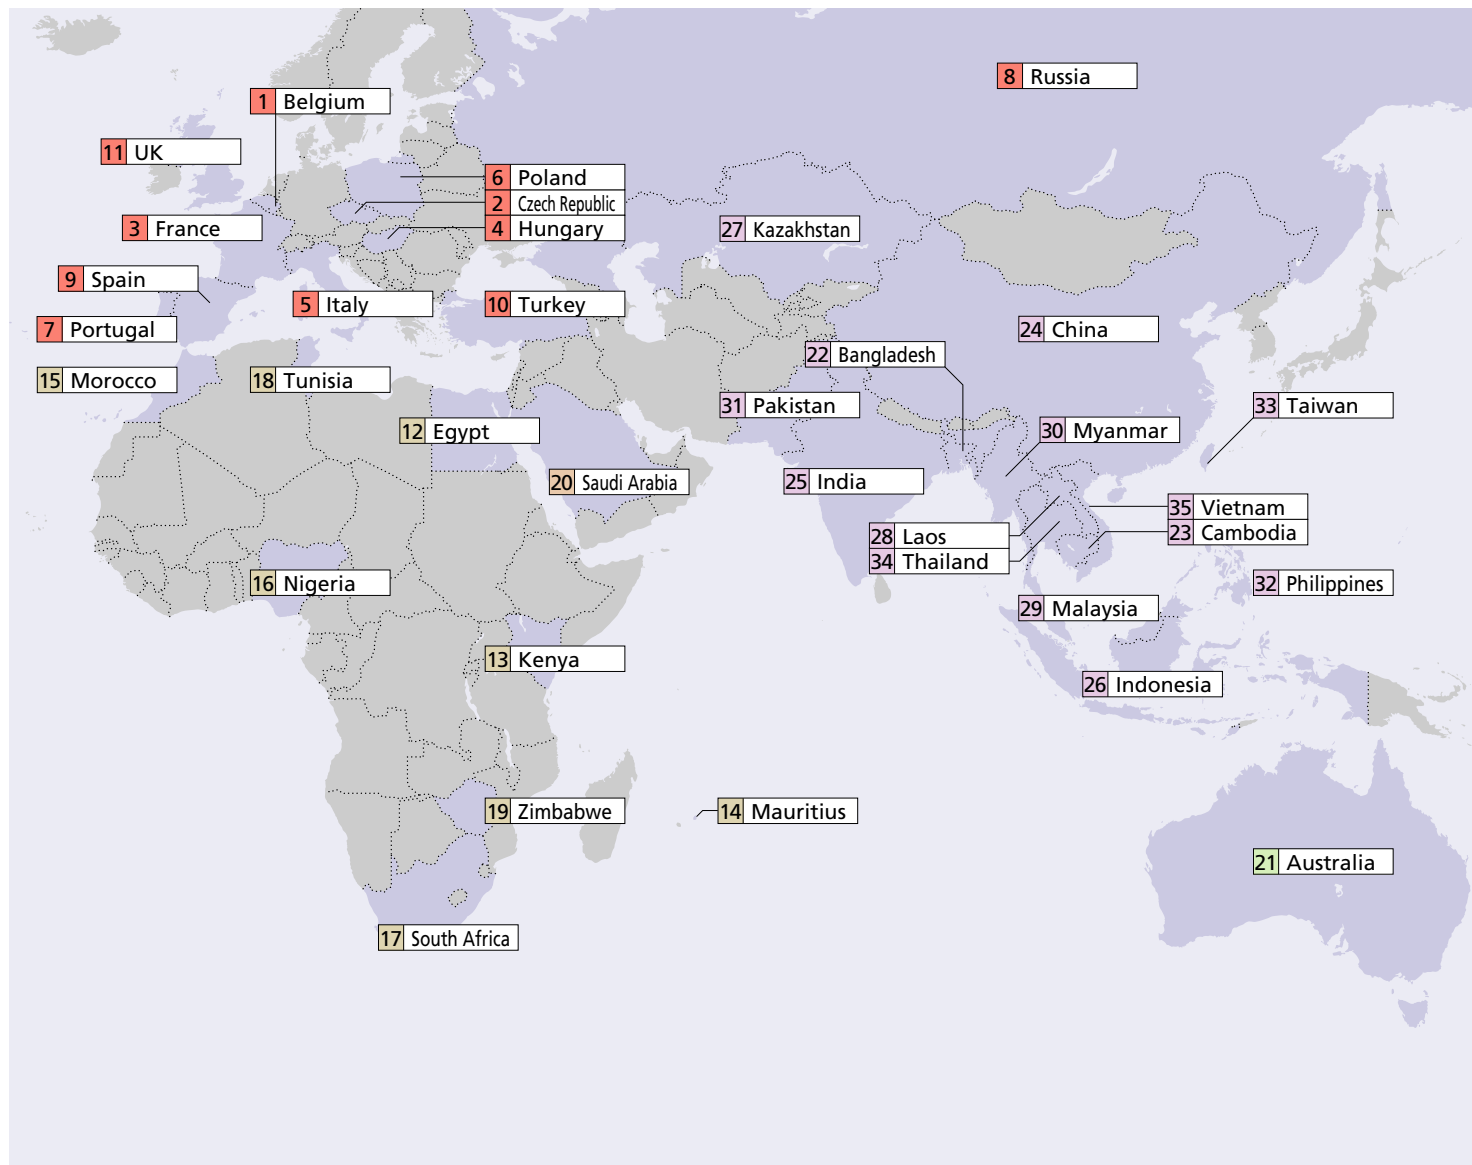 8 Russia
1 Belgium
11 UK
6 Poland
2 Czech Republic
3 France
4 Hungary
27 Kazakhstan
9 Spain
5 Italy
10 Turkey
7 Portugal
24 China
22 Bangladesh
15 Morocco
18 Tunisia
31 Pakistan
33 Taiwan
12 Egypt
30 Myanmar
20 Saudi Arabia
25 India
35 Vietnam
23 Cambodia
28 Laos
34 Thailand
16 Nigeria
32 Philippines
29 Malaysia
13 Kenya
26 Indonesia
19 Zimbabwe
14 Mauritius
21 Australia
17 South Africa